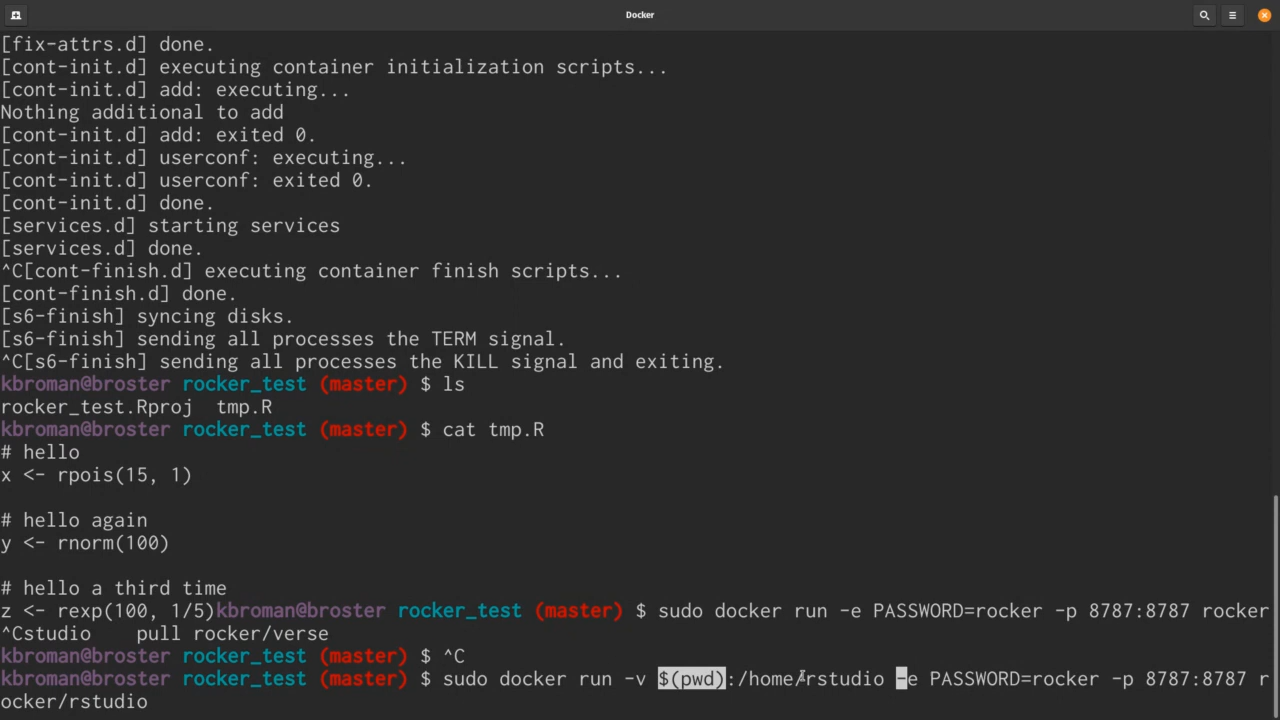 Docker
[fix-attrs.d] done.
[cont-init.d] executing container initialization scripts...
[cont-init.d] add: executing...
Nothing additional to add
[cont-init.d] add: exited 0.
[cont-init.d] userconf: executing...
[cont-init.d] userconf: exited 0.
[cont-init.d] done.
[services.d] starting services
[services.d] done.
^C[cont-finish.d] executing container finish scripts...
[cont-finish.d] done.
[s6-finish] syncing disks.
[s6-finish] sending all processes the TERM signal.
^C[s6-finish] sending all processes the KILL signal and exiting.
kbroman@broster rocker_test (master) $ ls
rocker_test.Rproj  tmp.R
kbroman@broster rocker_test (master) $ cat tmp.R
# hello
x <- rpois(15, 1)
# hello again
y <- rnorm(100)
# hello a third time
z <- rexp(100, 1/5)kbroman@broster rocker_test (master) $ sudo docker run -e PASSWORD=rocker -p 8787:8787 rocker
^Cstudio    pull rocker/verse
kbroman@broster rocker_test (master) $ ^C
kbroman@broster rocker_test (master) $ sudo docker run -v $(pwd):/home/rstudio -e PASSWORD=rocker -p 8787:8787 r
ocker/rstudio